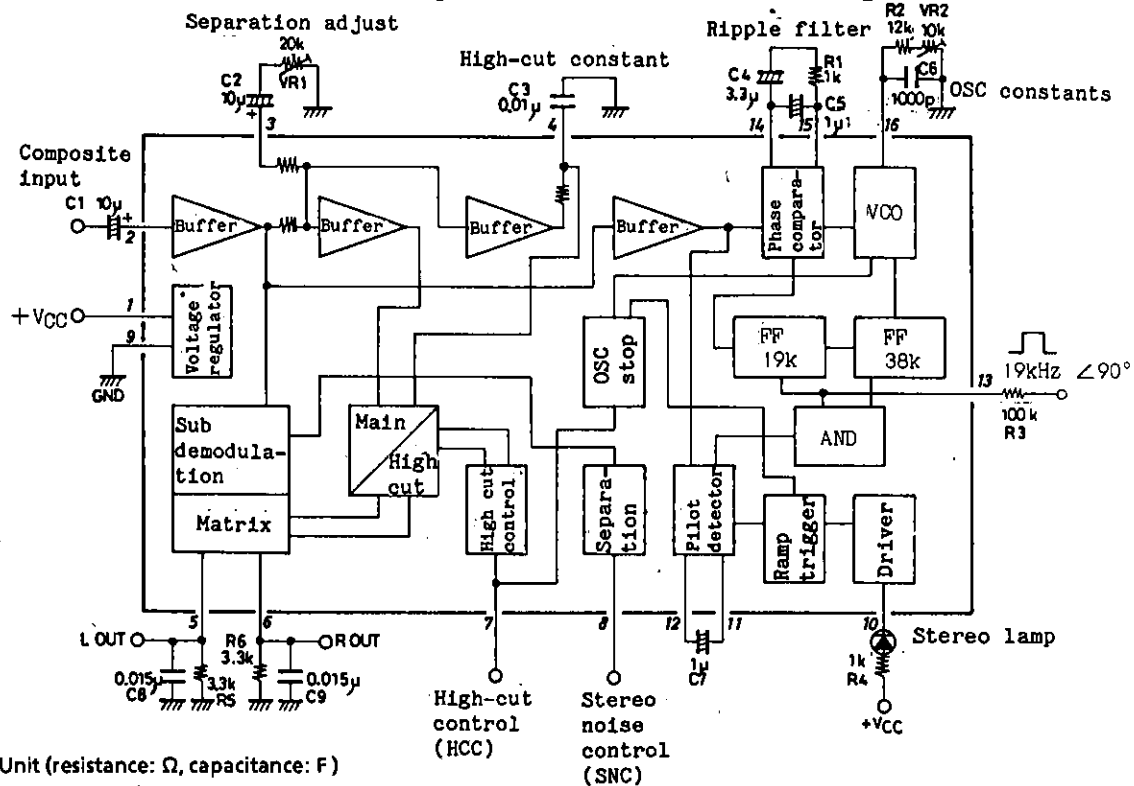 Separation adjust
20k
VR1
C2
10μ
+
3
High-cut constant
C3
0.01μ
4
Ripple filter
C4
3.3μ
R1
1k
C5
1μ
14
15
R2
12k
VR2
10k
C6
1000p
OSC constants
16
Composite
input
C1 10μ
+
2
Buffer
Buffer
Buffer
Buffer
Phase
compara-
tor
VCO
+VCC
1
9
GND
Voltage
regulator
OSC
stop
FF
19k
FF
38k
13
19kHz ∠90°
100 k
R3
AND
Sub
demodula-
tion
Matrix
Main
High
cut
High cut
control
Separa-
tion
Pilot
detector
Ramp
trigger
Driver
5
6
7
8
12
11
10
L OUT
R OUT
0.015μ
C8
3.3k
R5
R6
3.3k
0.015μ
C9
1μ
C7
Stereo lamp
1k
R4
+VCC
High-cut
control
(HCC)
Stereo
noise
control
(SNC)
Unit (resistance: Ω, capacitance: F)